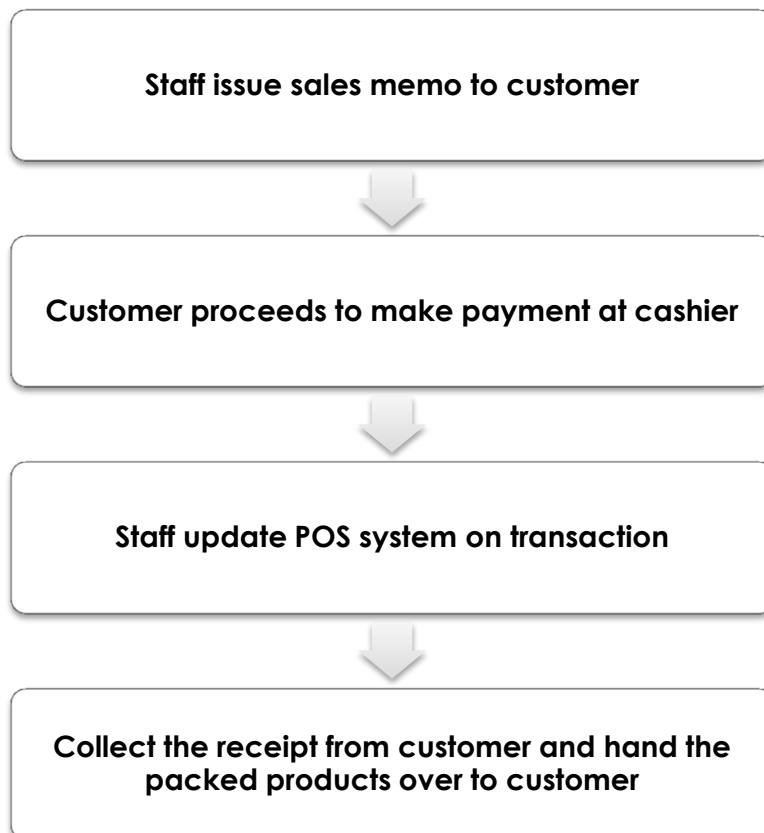 Staff issue sales memo to customer
Customer proceeds to make payment at cashier
Staff update POS system on transaction
Collect the receipt from customer and hand the
packed products over to customer